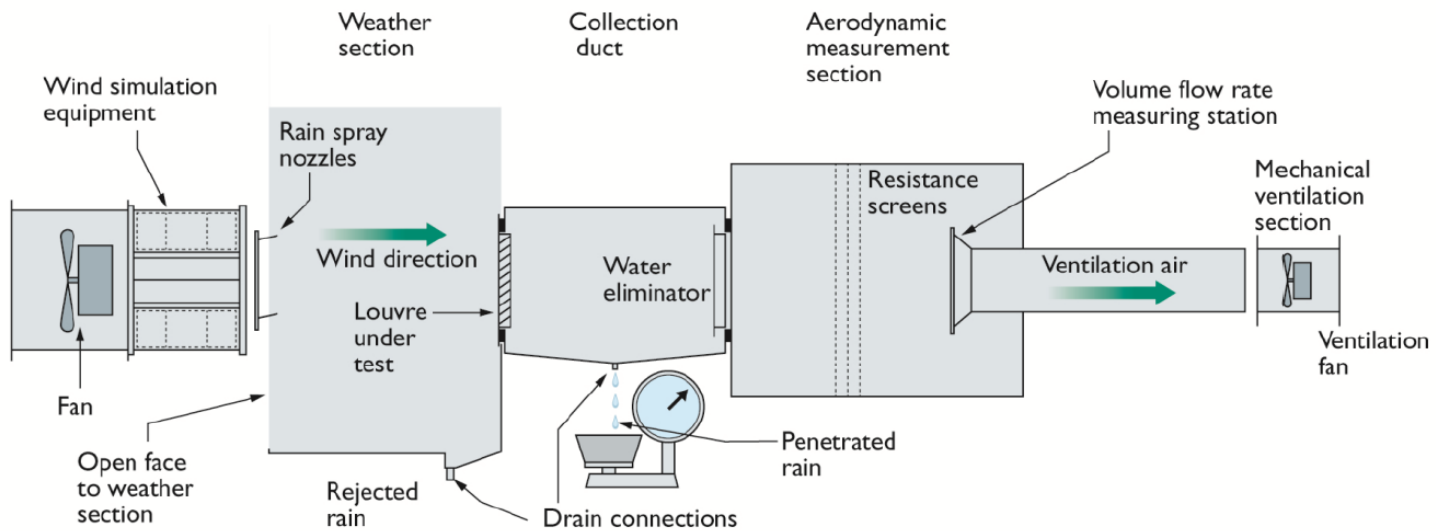 Weather
section
Collection
duct
Aerodynamic
measurement
section
Wind simulation
equipment
Rain spray
nozzles
Volume flow rate
measuring station
Mechanical
ventilation
section
Resistance
screens
Wind direction
Water
eliminator
Ventilation air
Louvre
under
test
Ventilation
fan
Fan
Open face
to weather
section
Penetrated
rain
Rejected
rain
Drain connections